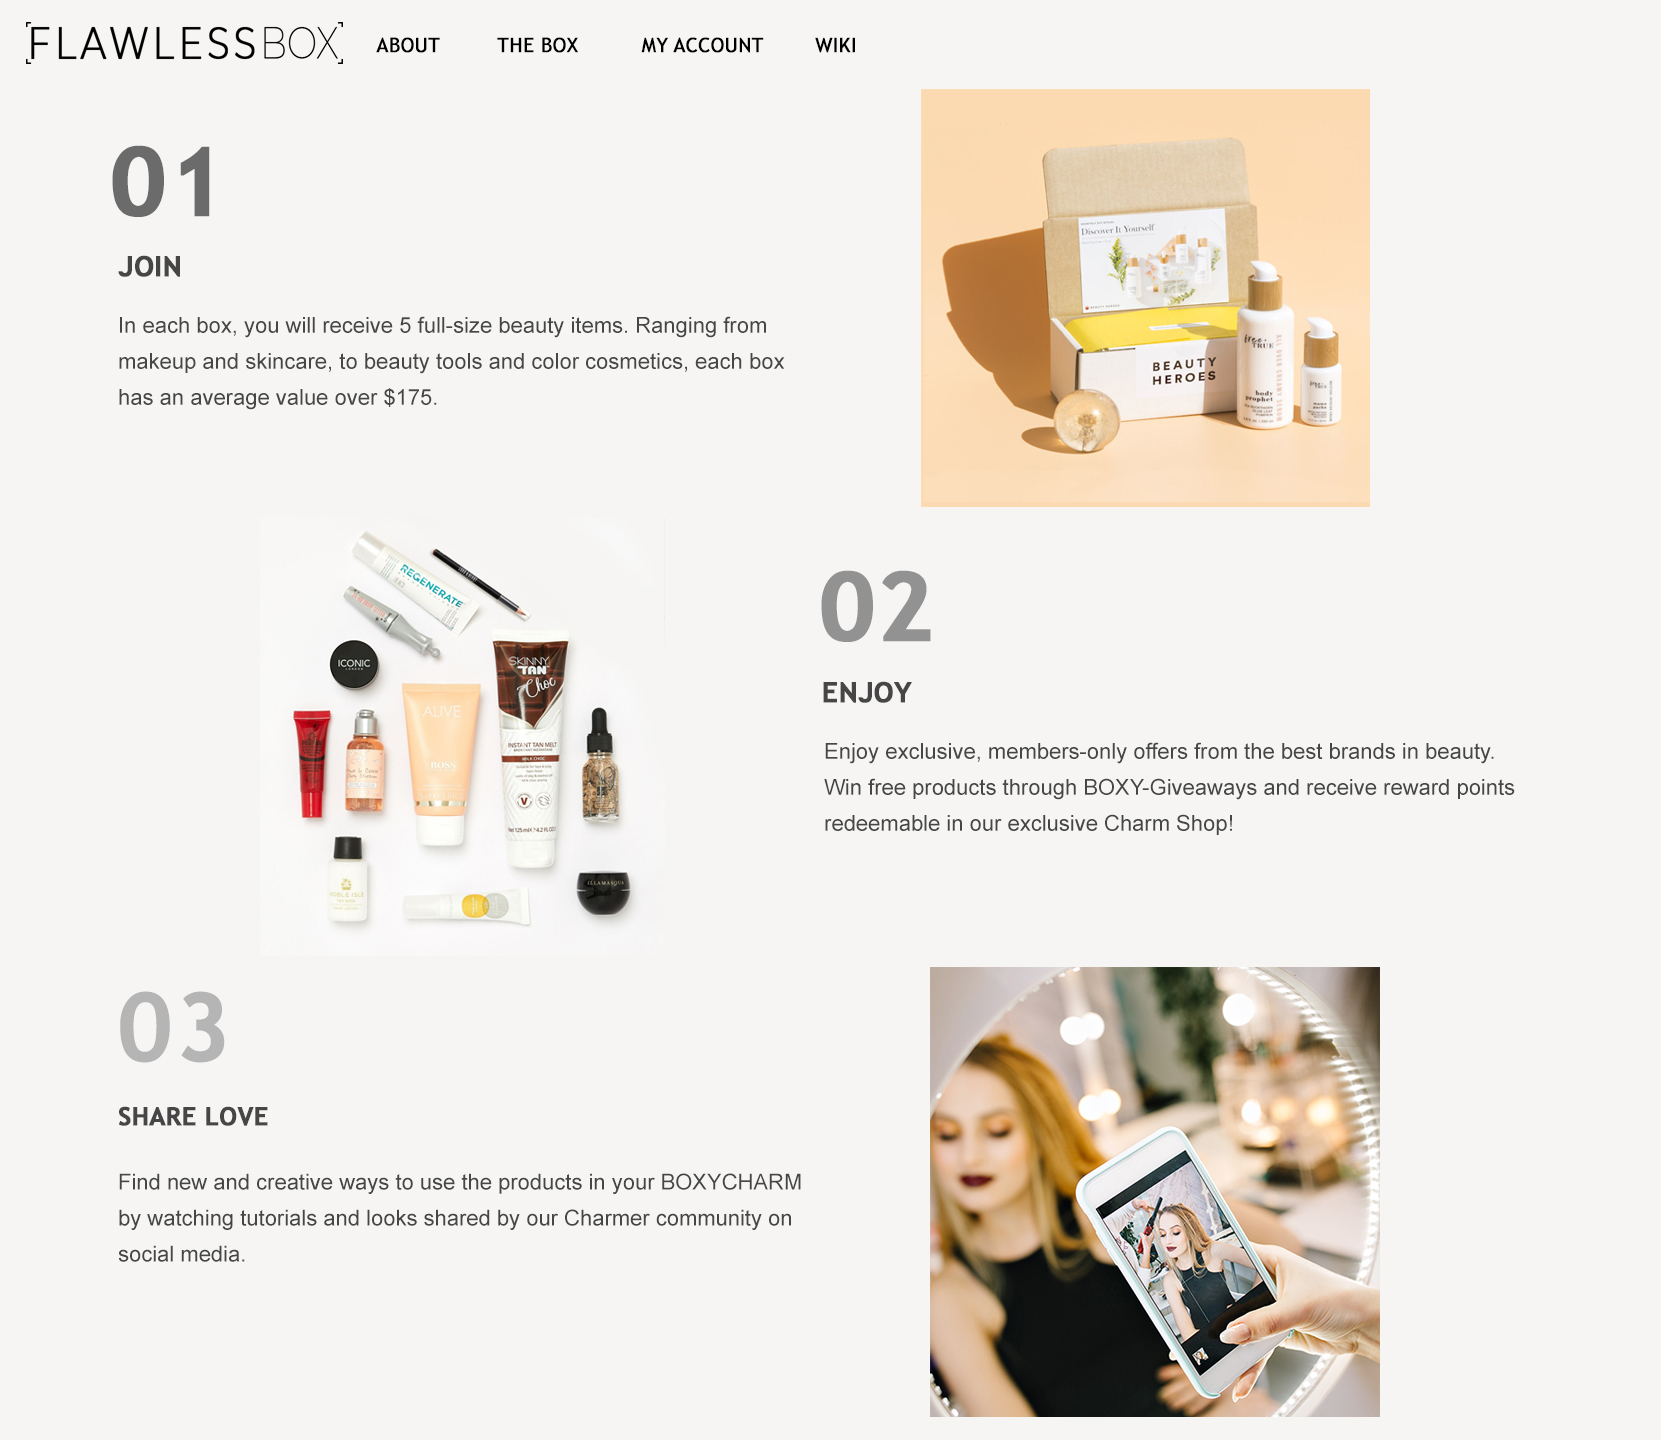 FLAWLESSBOX
ABOUT
THE BOX
MY ACCOUNT
WIKI
01
JOIN
In each box, you will receive 5 full-size beauty items. Ranging from
makeup and skincare, to beauty tools and color cosmetics, each box
has an average value over $175.
Discover It Yourself
BEAUTY
HEROES
free+
TRUE
body
prophet
REGENERATE
ICONIC
LONDON
SKINNY
TAN
Choc
INSTANT TAN MELT
MILK CHOC
ALIVE
BOSS
NOBLE ISLE
ILLAMASQUA
02
ENJOY
Enjoy exclusive, members-only offers from the best brands in beauty.
Win free products through BOXY-Giveaways and receive reward points
redeemable in our exclusive Charm Shop!
03
SHARE LOVE
Find new and creative ways to use the products in your BOXYCHARM
by watching tutorials and looks shared by our Charmer community on
social media.